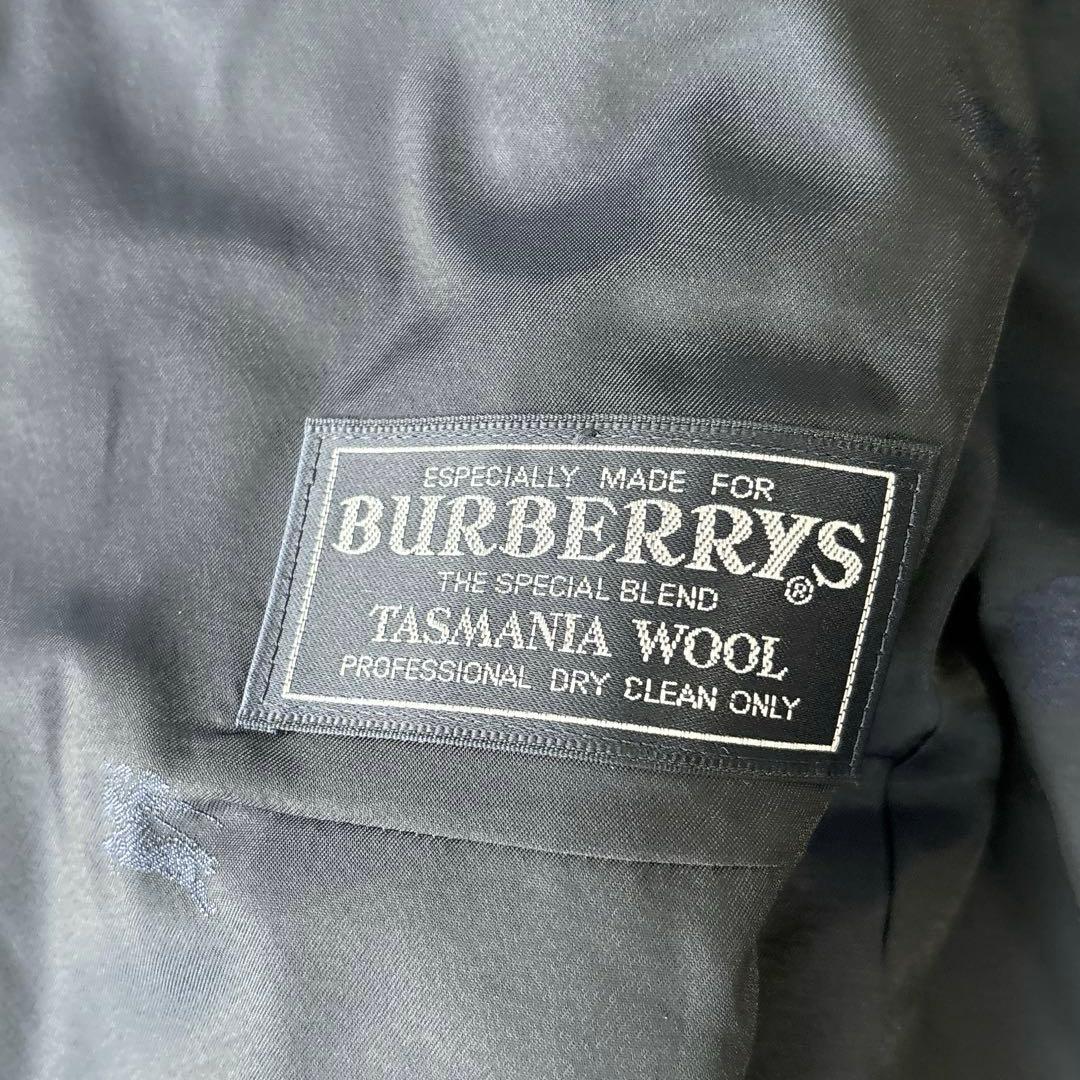 ESPECIALLY MADE FOR
BURBERRYS®
THE SPECIAL BLEND
TASMANIA WOOL
PROFESSIONAL DRY CLEAN ONLY